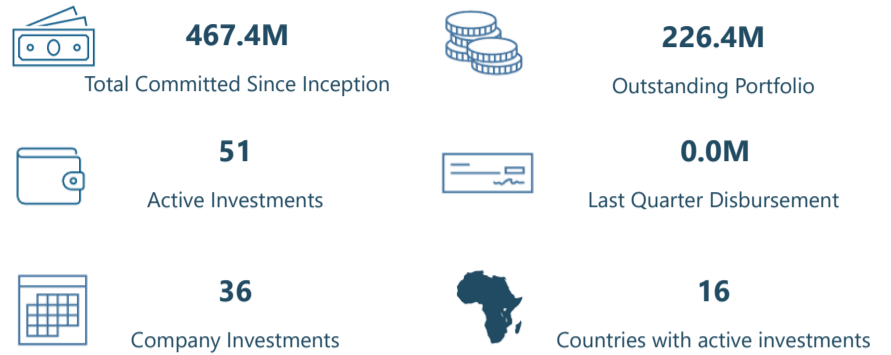 467.4M
Total Committed Since Inception
226.4M
Outstanding Portfolio
51
Active Investments
0.0M
Last Quarter Disbursement
36
Company Investments
16
Countries with active investments